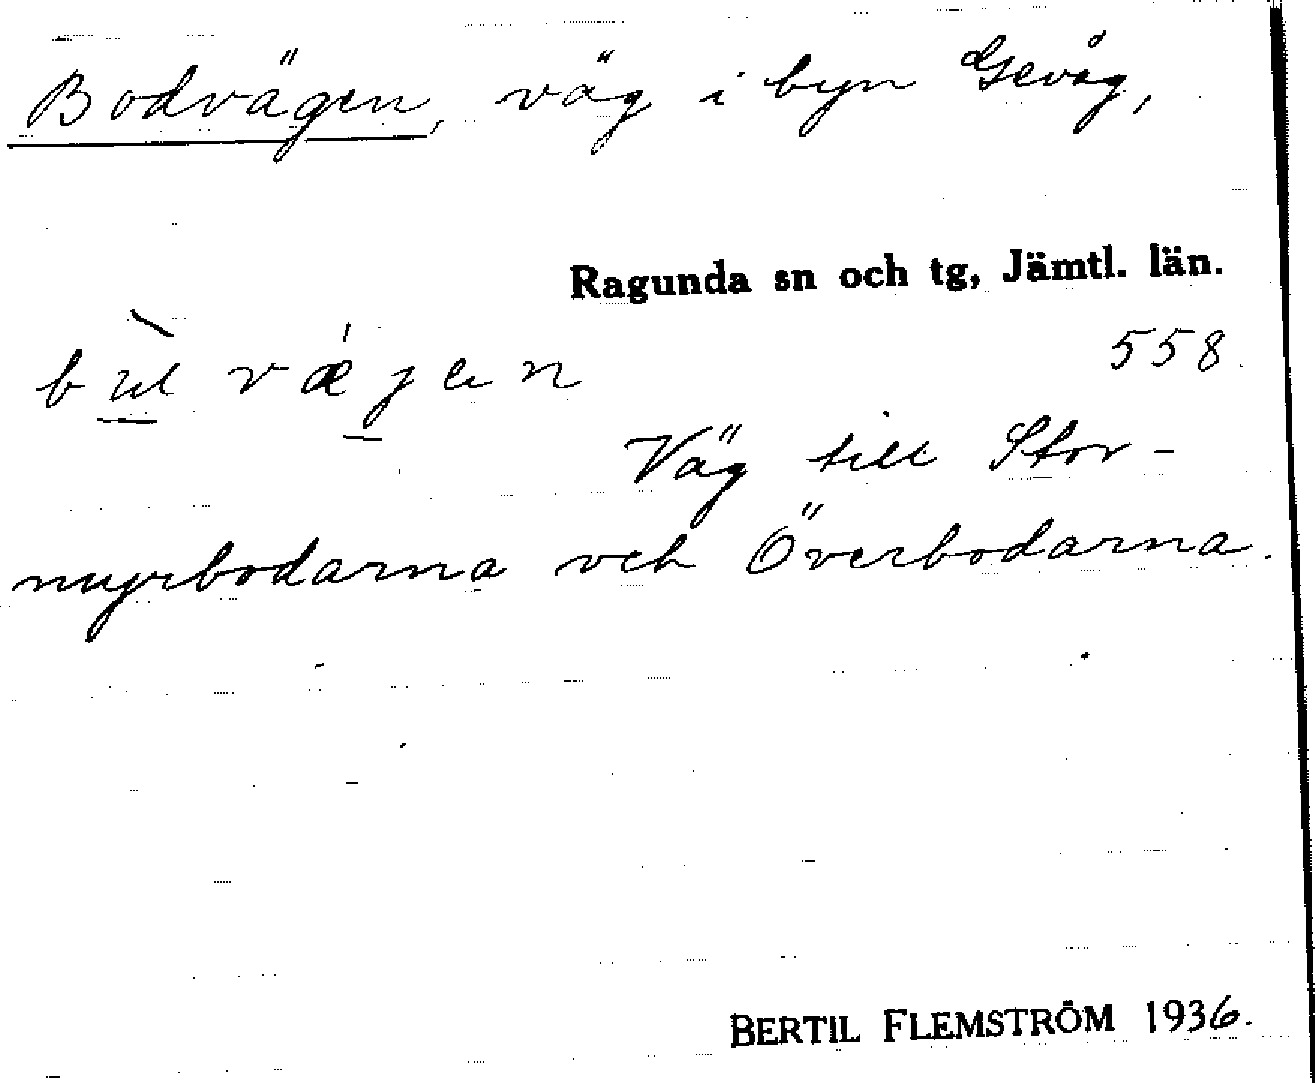 Bodvägen, väg i byn Gevåg,
Ragunda sn och tg, Jämtl. län.
558.
Väg till Stor-
myrbodarna och Överbodarna.
BERTIL FLEMSTRÖM 1936.